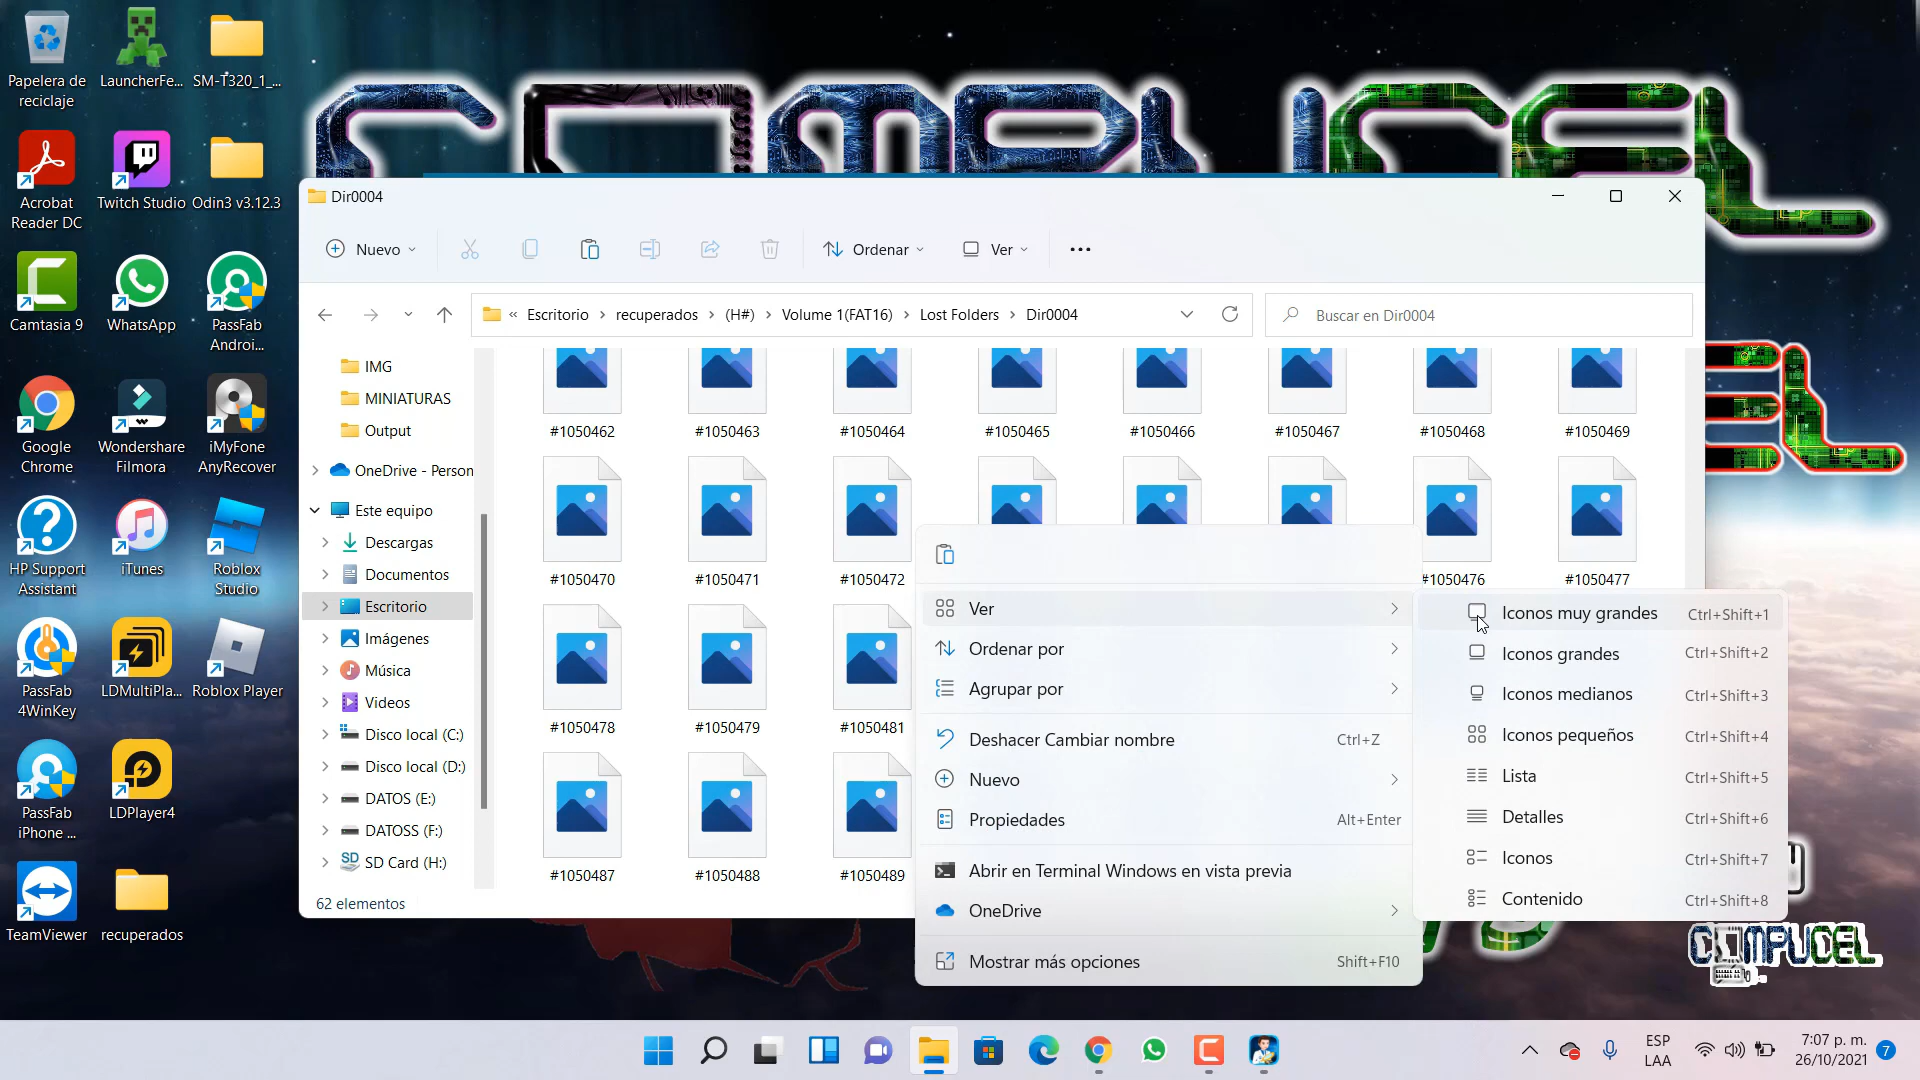 Papelera de
reciclaje
LauncherFe...
SM-T320_1_...
Acrobat
Reader DC
Twitch Studio
Odin3 v3.12.3
Camtasia 9
WhatsApp
PassFab
Androi...
Google
Chrome
Wondershare
Filmora
iMyFone
AnyRecover
HP Support
Assistant
iTunes
Roblox
Studio
PassFab
4WinKey
LDMultiPla...
Roblox Player
PassFab
iPhone ...
LDPlayer4
TeamViewer
recuperados
COMPUCEL
Dir0004
Nuevo
Ordenar
Ver
« Escritorio > recuperados > (H#) > Volume 1(FAT16) > Lost Folders > Dir0004
Buscar en Dir0004
IMG
MINIATURAS
Output
OneDrive - Person
Este equipo
Descargas
Documentos
Escritorio
Imágenes
Música
Videos
Disco local (C:)
Disco local (D:)
DATOS (E:)
DATOSS (F:)
SD Card (H:)
#1050462 #1050463 #1050464 #1050465 #1050466 #1050467 #1050468 #1050469
#1050470 #1050471 #1050472 #1050476 #1050477
#1050478 #1050479 #1050481
#1050487 #1050488 #1050489
62 elementos
Ver
Ordenar por
Agrupar por
Deshacer Cambiar nombre Ctrl+Z
Nuevo
Propiedades Alt+Enter
Abrir en Terminal Windows en vista previa
OneDrive
Mostrar más opciones Shift+F10
Iconos muy grandes Ctrl+Shift+1
Iconos grandes Ctrl+Shift+2
Iconos medianos Ctrl+Shift+3
Iconos pequeños Ctrl+Shift+4
Lista Ctrl+Shift+5
Detalles Ctrl+Shift+6
Iconos Ctrl+Shift+7
Contenido Ctrl+Shift+8
COMPUCEL
ESP
LAA
7:07 p. m.
26/10/2021
7